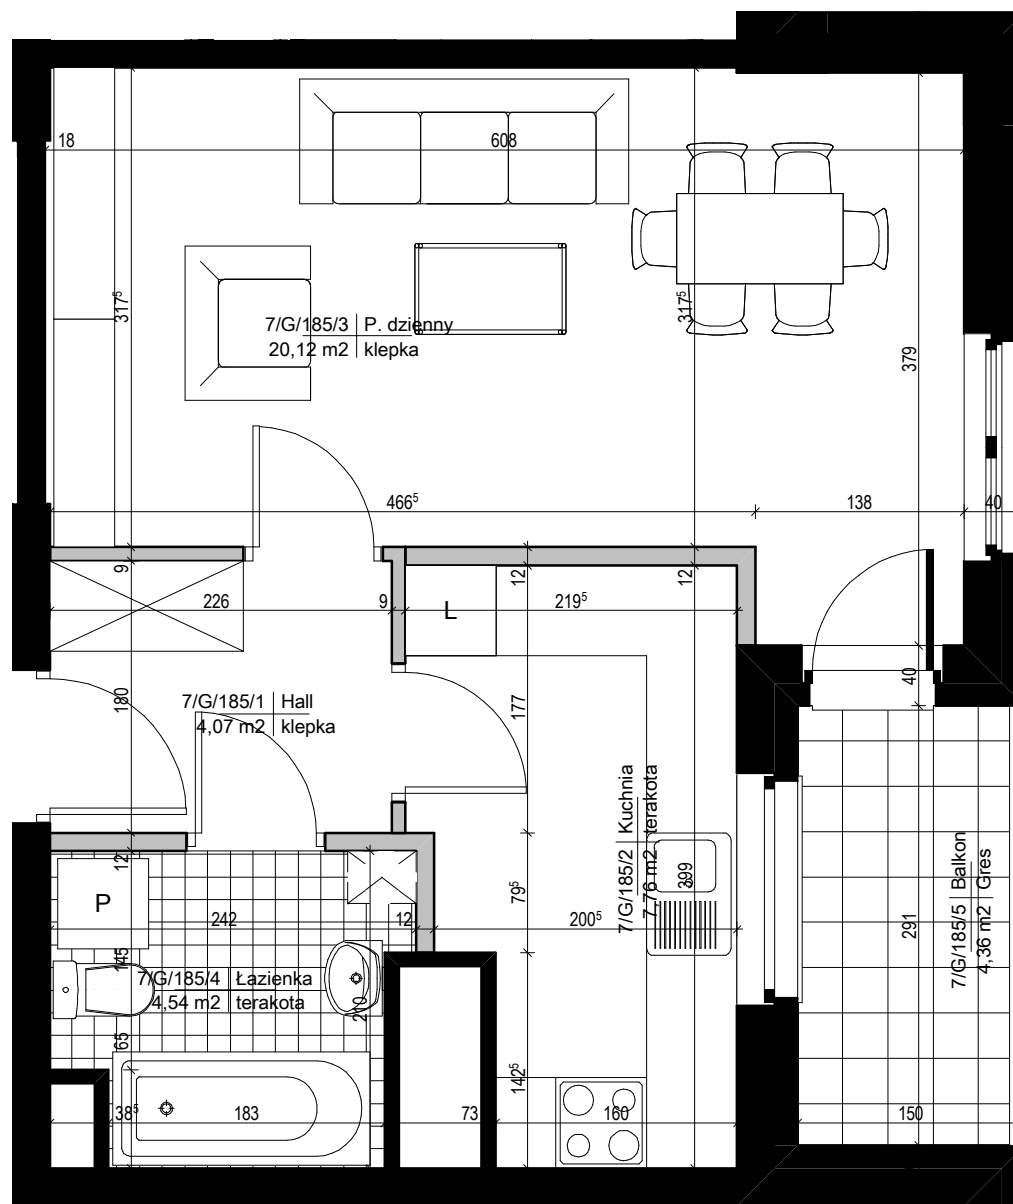 18
608
317⁵
317⁵
379
7/G/185/3 P. dzienny
20,12 m2 klepka
466⁵
138
40
9
12
12
226
9
219⁵
L
40
180
7/G/185/1 Hall
4,07 m2 klepka
177
7/G/185/2 Kuchnia
7,76 m2 terakota
399
12
P
79⁵
242
12
200⁵
291
7/G/185/5 Balkon
4,36 m2 Gres
45
7/G/185/4 Łazienka
4,54 m2 terakota
210
65
142⁵
38⁵
183
73
160
150